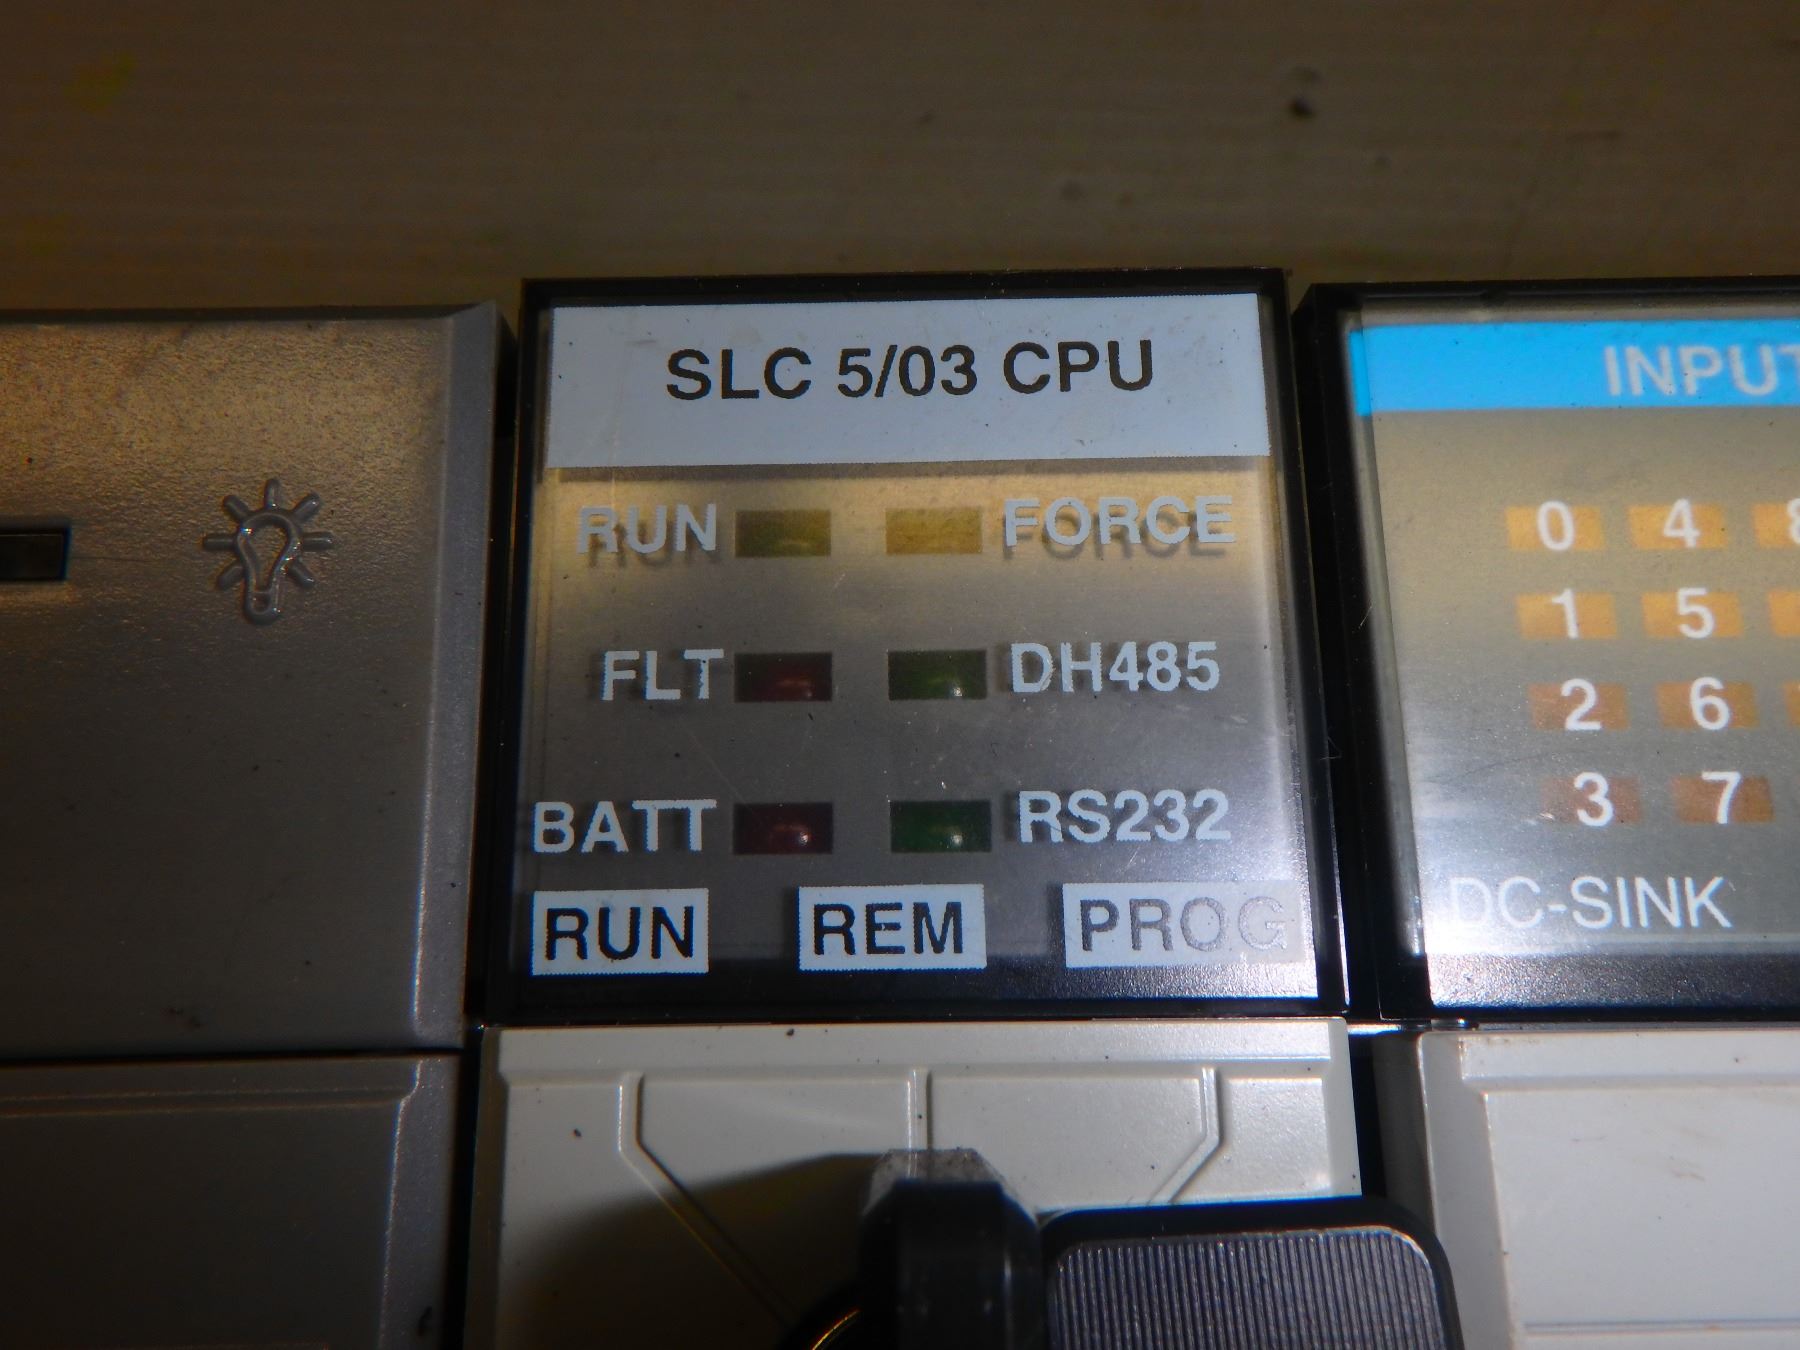 SLC 5/03 CPU
RUN FORCE
FLT DH485
BATT RS232
RUN REM PROG
INPUT
0 4 8
1 5
2 6
3 7
DC-SINK